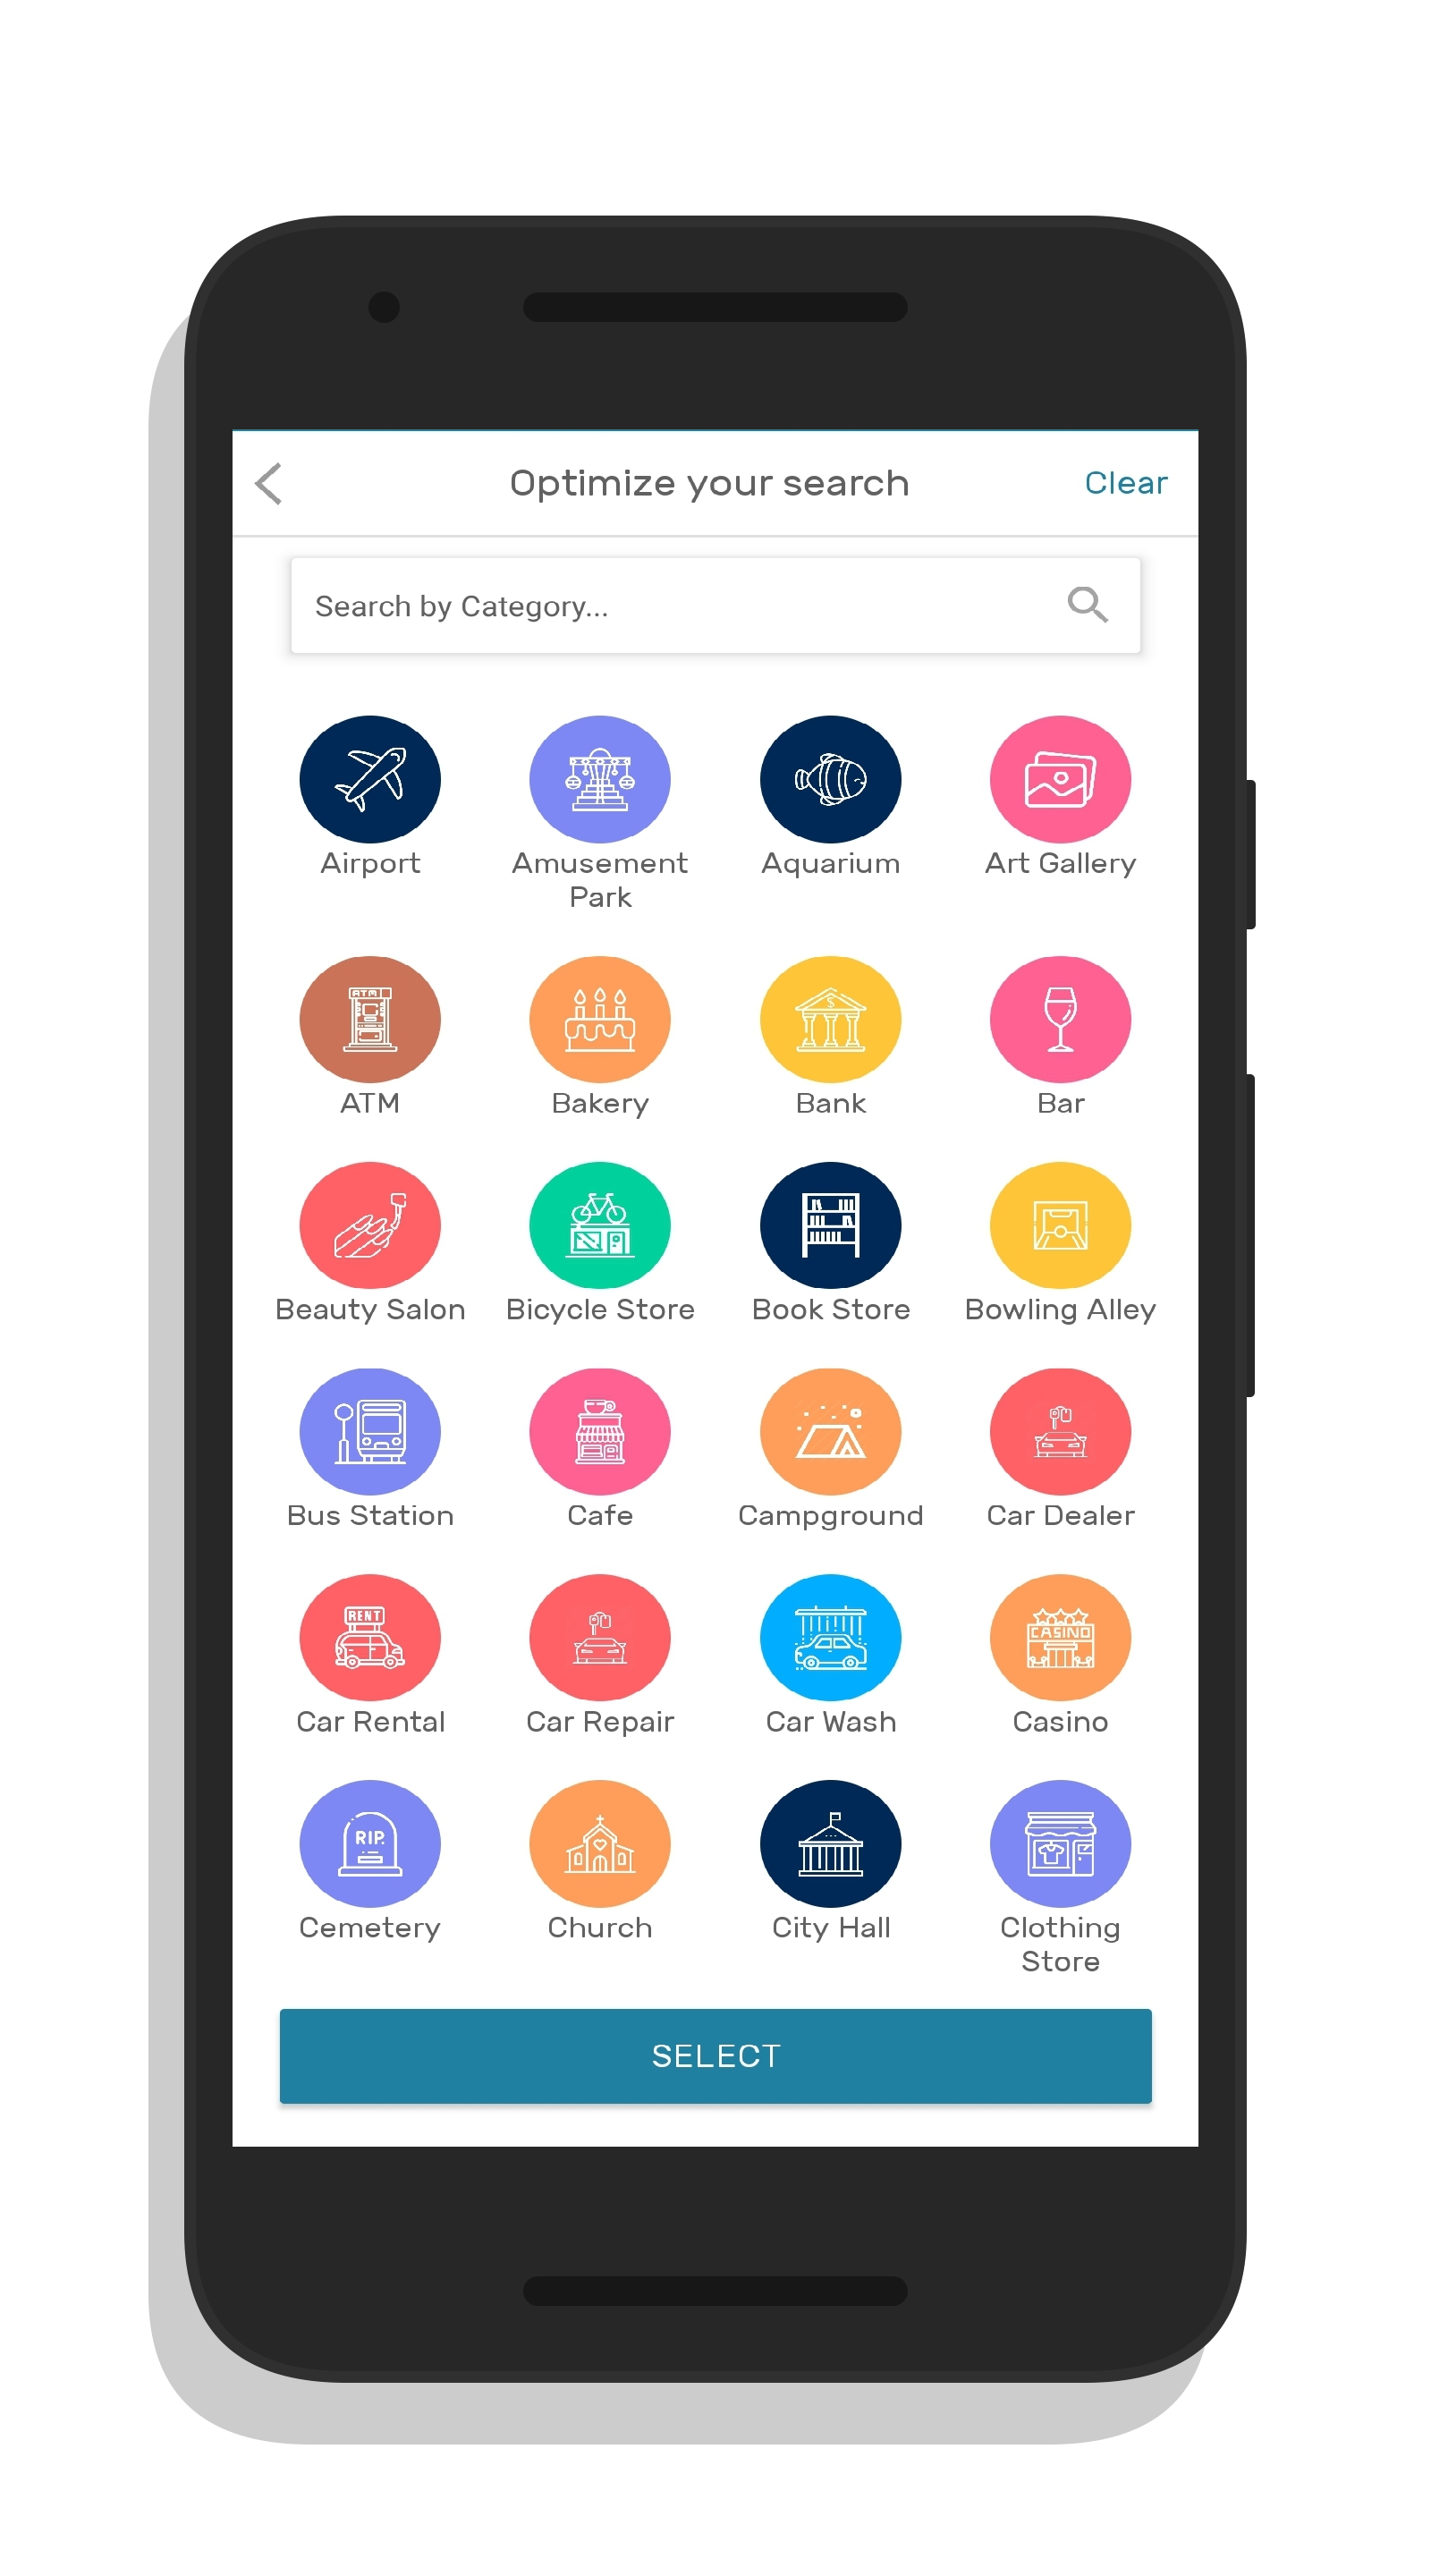 Optimize your search
Clear
Search by Category...
Airport
Amusement
Park
Aquarium
Art Gallery
ATM
ATM
Bakery
$
Bank
Bar
Beauty Salon
Bicycle Store
Book Store
Bowling Alley
Bus Station
Cafe
Campground
Car Dealer
RENT
Car Rental
Car Repair
Car Wash
CASINO
Casino
RIP.
Cemetery
Church
City Hall
Clothing
Store
SELECT